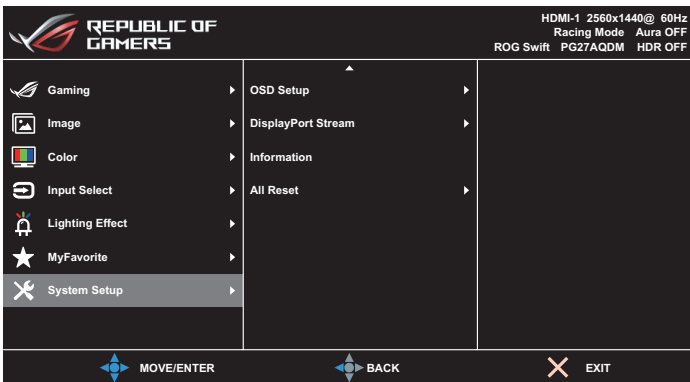 REPUBLIC OF
GAMERS
HDMI-1 2560x1440@ 60Hz
Racing Mode Aura OFF
ROG Swift PG27AQDM HDR OFF
Gaming
Image
Color
Input Select
Lighting Effect
MyFavorite
System Setup
OSD Setup
DisplayPort Stream
Information
All Reset
MOVE/ENTER
BACK
EXIT